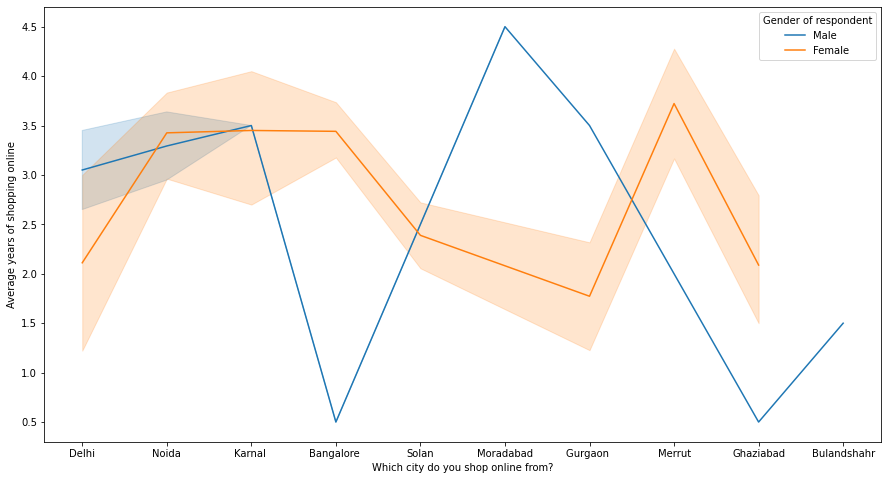 Gender of respondent
Male
Female
4.5
4.0
3.5
3.0
2.5
2.0
1.5
1.0
0.5
Average years of shopping online
Delhi Noida Karnal Bangalore Solan Moradabad Gurgaon Merrut Ghaziabad Bulandshahr
Which city do you shop online from?